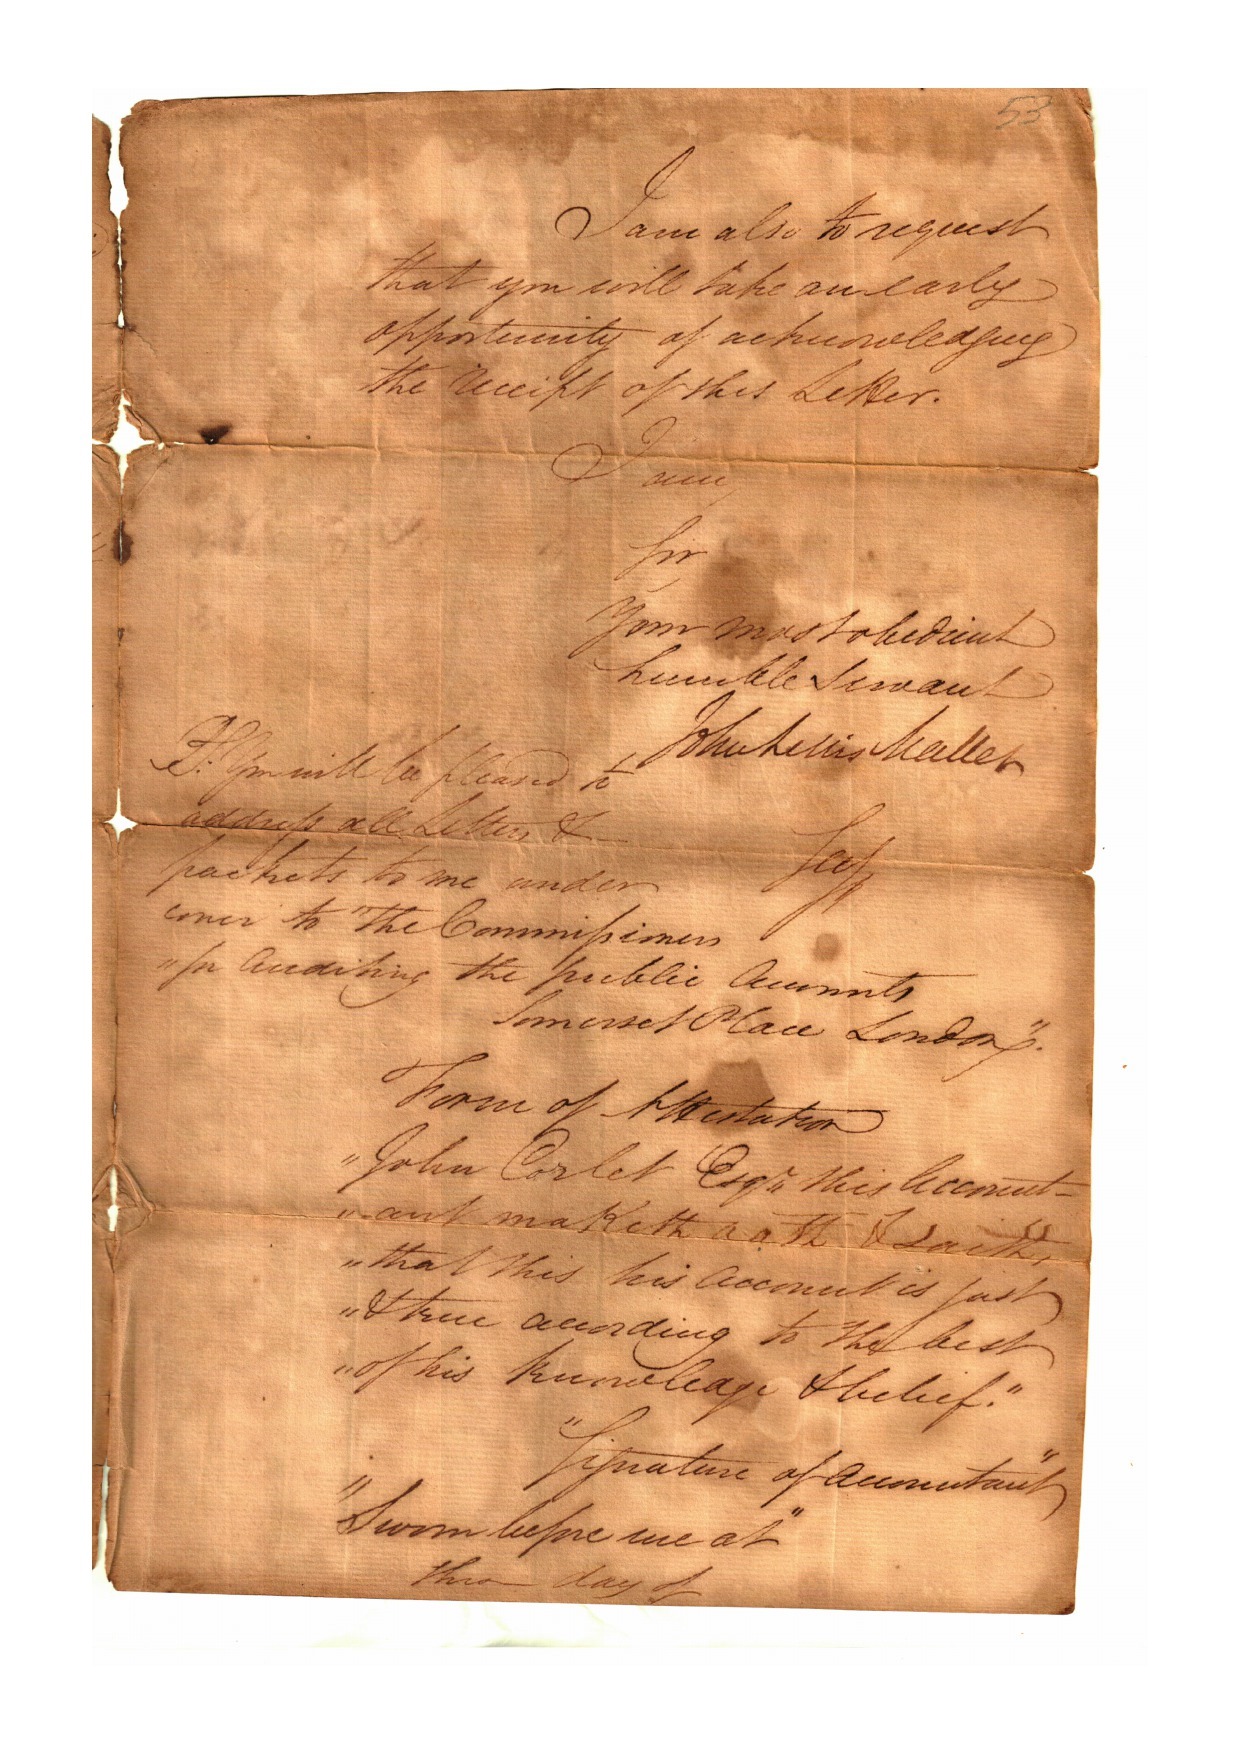 53
I am also to request
that you will take an early
opportunity of acknowledging
the receipt of this Letter.
I am
Sir
Your most obedient
humble Servant
John Lewis Mallet
Secy
P.S. You will be pleased to
address all Letters &
packets to me under
cover to "The Commissioners
"for Auditing the public Accounts
Somerset Place London".
Form of Attestation
"John Corlet Esqr. this Account-
"ant maketh oath & saith,
"that this his Account is just
"& true according to the best
"of his knowledge & belief."
"Signature of Accountant"
"Sworn before me at"
this day of